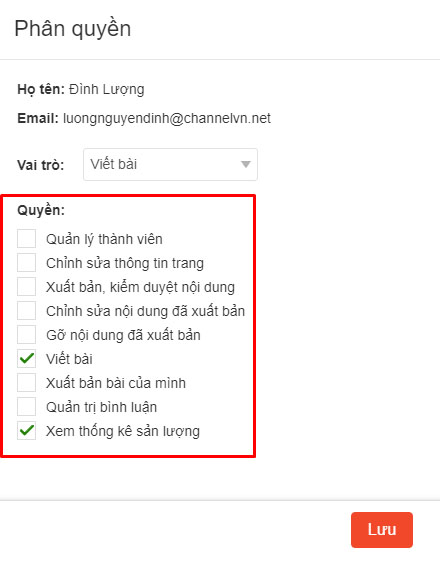 Phân quyền
Họ tên: Đình Lượng
Email: luongnguyendinh@channelvn.net
Vai trò: Viết bài
Quyền:
Quản lý thành viên
Chỉnh sửa thông tin trang
Xuất bản, kiểm duyệt nội dung
Chỉnh sửa nội dung đã xuất bản
Gỡ nội dung đã xuất bản
Viết bài
Xuất bản bài của mình
Quản trị bình luận
Xem thống kê sản lượng
Lưu